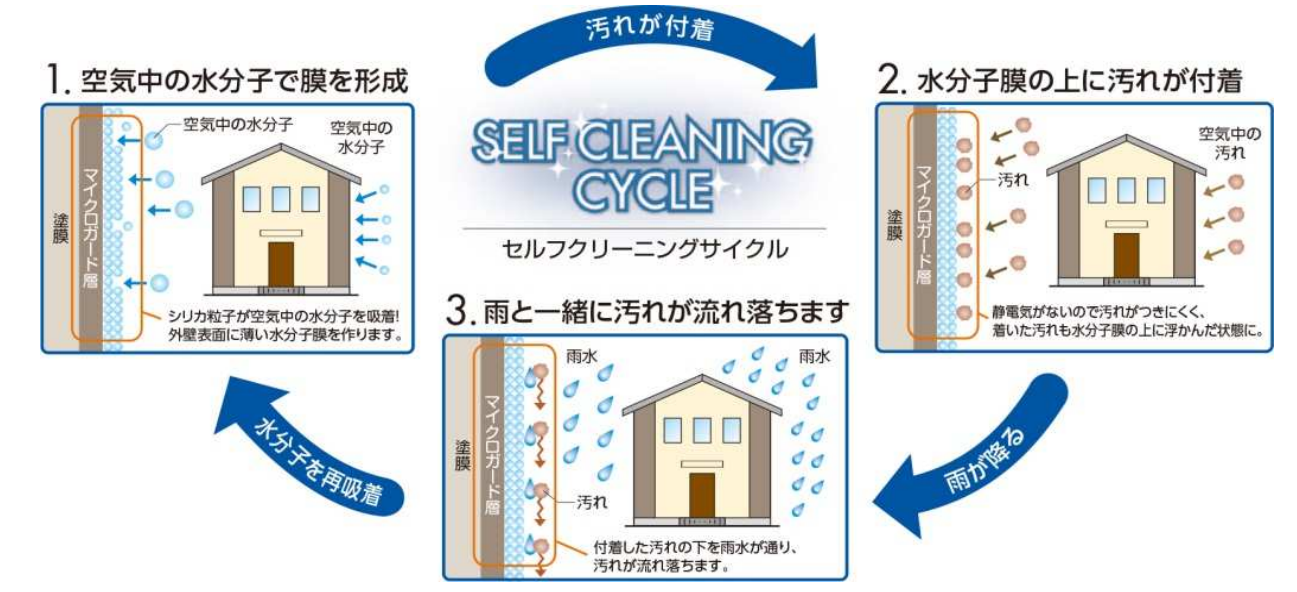 汚れが付着
1. 空気中の水分子で膜を形成
空気中の水分子
空気中の
水分子
塗膜
マイクロガード層
シリカ粒子が空気中の水分子を吸着!
外壁表面に薄い水分子膜を作ります。
SELF CLEANING
CYCLE
セルフクリーニングサイクル
2. 水分子膜の上に汚れが付着
空気中の
汚れ
汚れ
塗膜
マイクロガード層
静電気がないので汚れがつきにくく、
着いた汚れも水分子膜の上に浮かんだ状態に。
雨が降る
3. 雨と一緒に汚れが流れ落ちます
雨水
雨水
塗膜
マイクロガード層
汚れ
付着した汚れの下を雨水が通り、
汚れが流れ落ちます。
水分子を再吸着